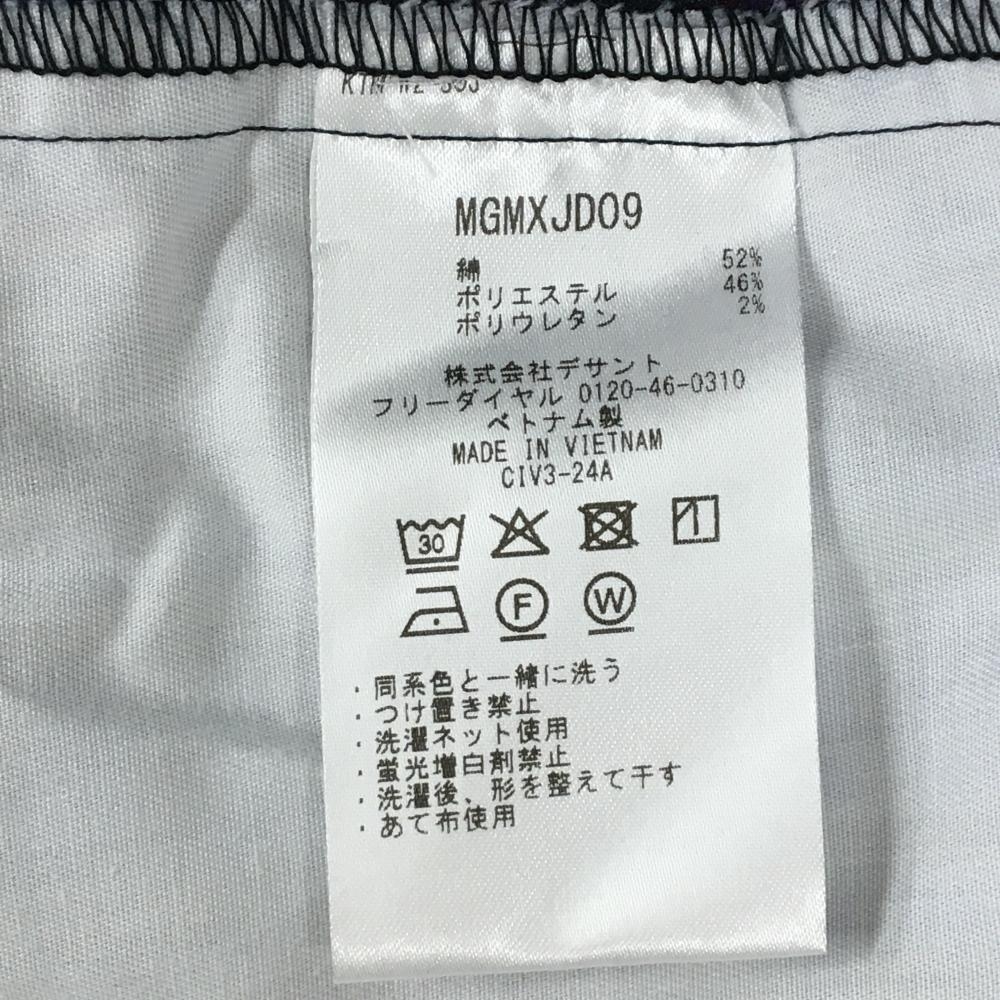 MGMXJD09
綿 52%
ポリエステル 46%
ポリウレタン 2%
株式会社デサント
フリーダイヤル 0120-46-0310
ベトナム製
MADE IN VIETNAM
CIV3-24A
30
F W
・同系色と一緒に洗う
・つけ置き禁止
・洗濯ネット使用
・蛍光増白剤禁止
・洗濯後、形を整えて干す
・あて布使用